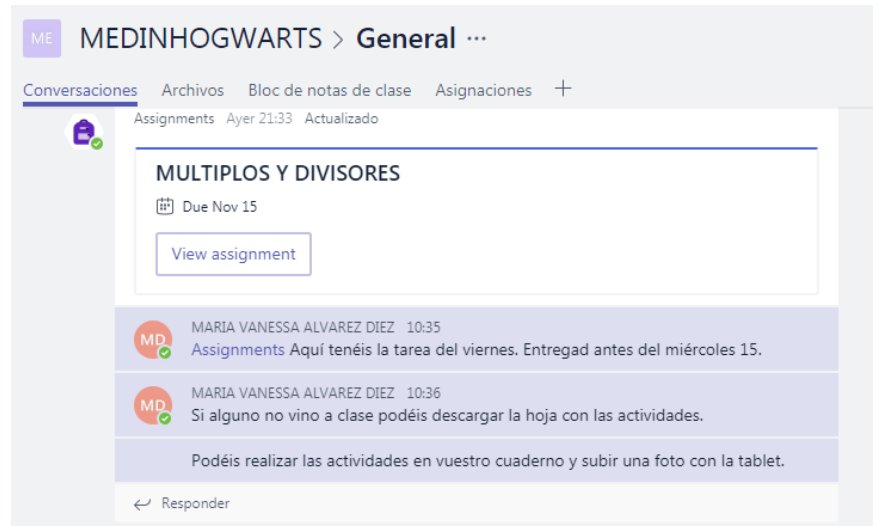 ME MEDINHOGWARTS > General ···
Conversaciones Archivos Bloc de notas de clase Asignaciones +
Assignments Ayer 21:33 Actualizado
MULTIPLOS Y DIVISORES
Due Nov 15
View assignment
MD MARIA VANESSA ALVAREZ DIEZ 10:35
Assignments Aquí tenéis la tarea del viernes. Entregad antes del miércoles 15.
MD MARIA VANESSA ALVAREZ DIEZ 10:36
Si alguno no vino a clase podéis descargar la hoja con las actividades.
Podéis realizar las actividades en vuestro cuaderno y subir una foto con la tablet.
Responder